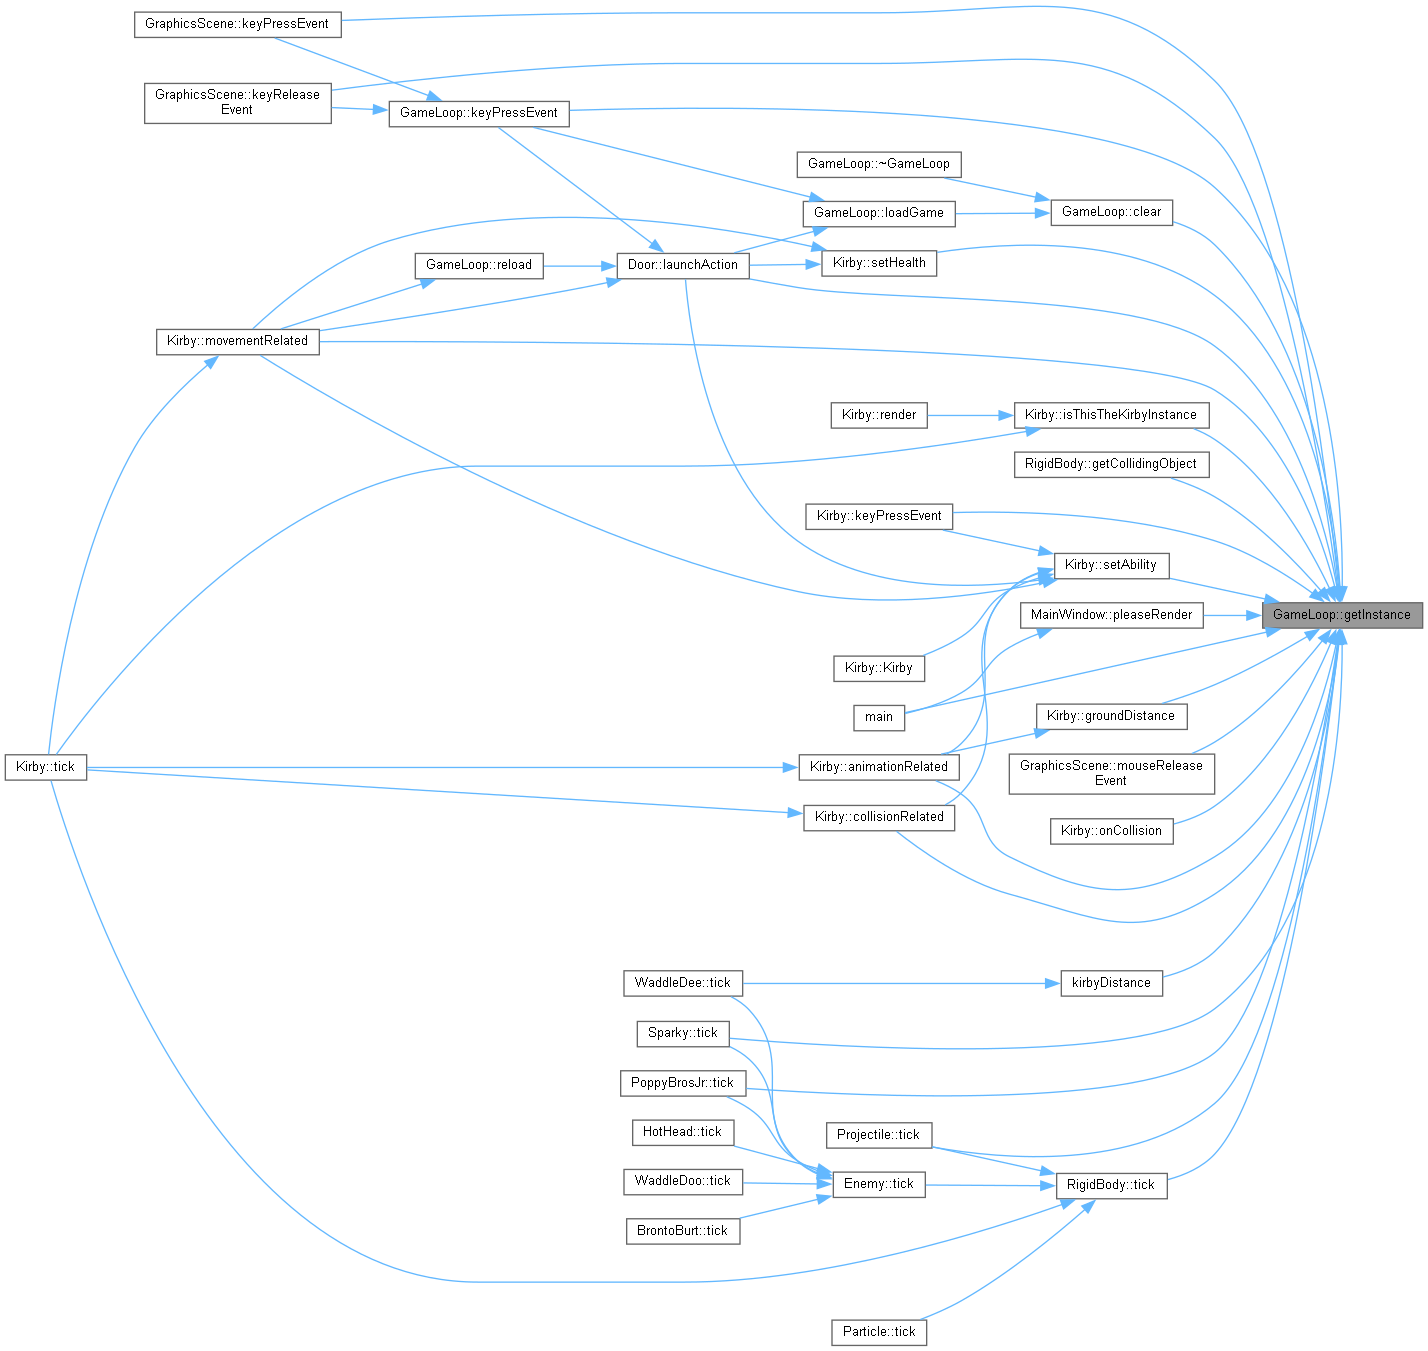 GraphicsScene::keyPressEvent
GraphicsScene::keyRelease
Event
GameLoop::keyPressEvent
GameLoop::~GameLoop
GameLoop::loadGame
GameLoop::clear
GameLoop::reload
Door::launchAction
Kirby::setHealth
Kirby::movementRelated
Kirby::render
Kirby::isThisTheKirbyInstance
RigidBody::getCollidingObject
Kirby::keyPressEvent
Kirby::setAbility
MainWindow::pleaseRender
GameLoop::getInstance
Kirby::Kirby
main
Kirby::groundDistance
Kirby::tick
Kirby::animationRelated
GraphicsScene::mouseRelease
Event
Kirby::collisionRelated
Kirby::onCollision
WaddleDee::tick
kirbyDistance
Sparky::tick
PoppyBrosJr::tick
HotHead::tick
Projectile::tick
WaddleDoo::tick
Enemy::tick
RigidBody::tick
BrontoBurt::tick
Particle::tick